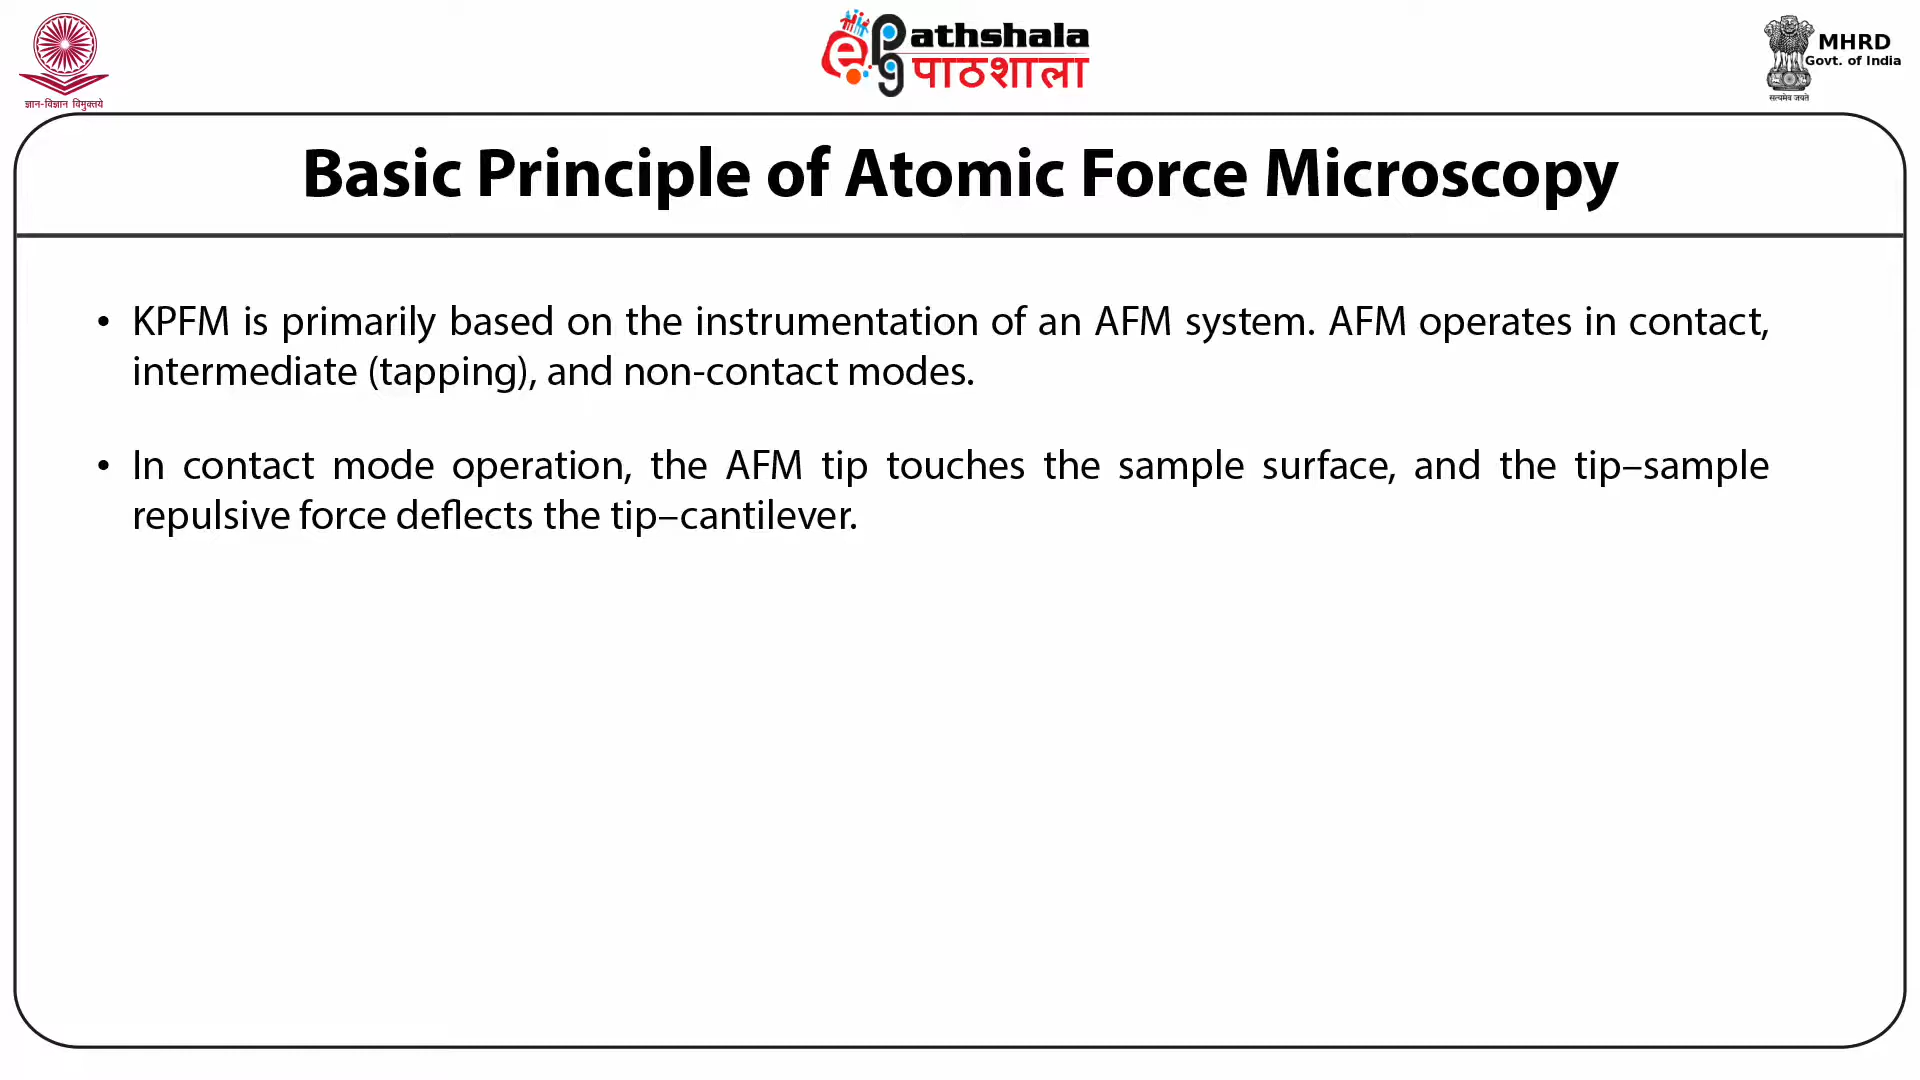 ज्ञान-विज्ञान विमुक्तये
ePathshala
पाठशाला
MHRD
Govt. of India
सत्यमेव जयते
Basic Principle of Atomic Force Microscopy
• KPFM is primarily based on the instrumentation of an AFM system. AFM operates in contact,
intermediate (tapping), and non-contact modes.
• In contact mode operation, the AFM tip touches the sample surface, and the tip–sample
repulsive force deflects the tip–cantilever.